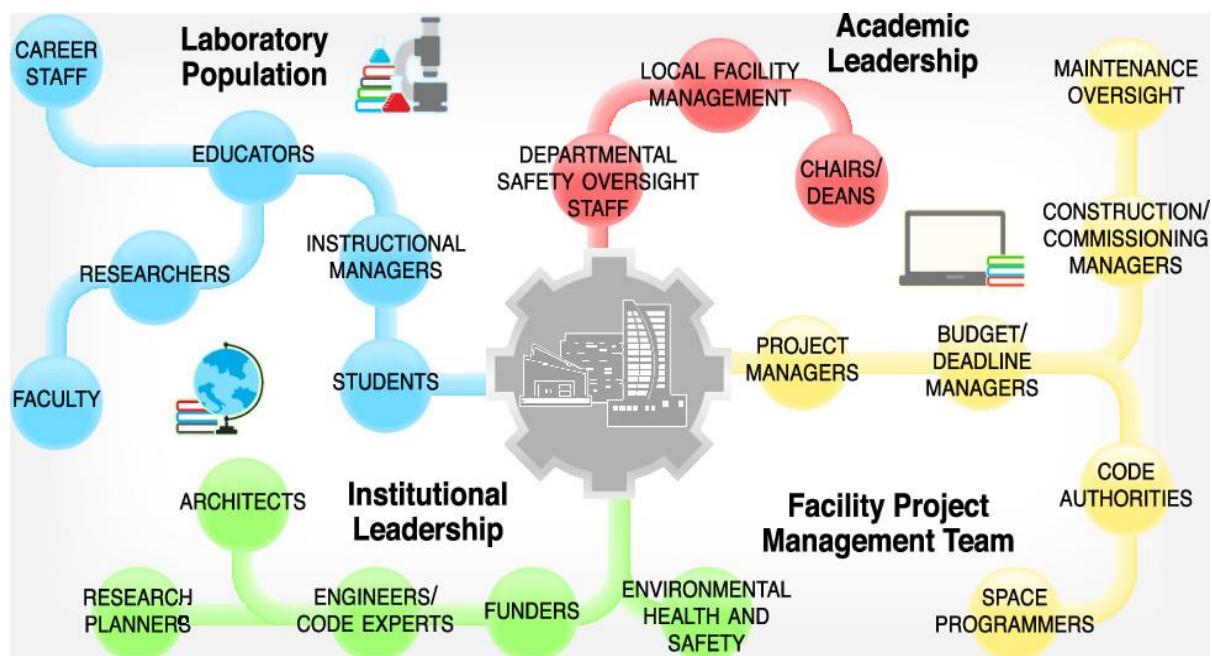 Laboratory
Population
CAREER
STAFF
EDUCATORS
RESEARCHERS
FACULTY
INSTRUCTIONAL
MANAGERS
STUDENTS
Academic
Leadership
LOCAL FACILITY
MANAGEMENT
DEPARTMENTAL
SAFETY OVERSIGHT
STAFF
CHAIRS/
DEANS
MAINTENANCE
OVERSIGHT
CONSTRUCTION/
COMMISSIONING
MANAGERS
PROJECT
MANAGERS
BUDGET/
DEADLINE
MANAGERS
CODE
AUTHORITIES
SPACE
PROGRAMMERS
Facility Project
Management Team
Institutional
Leadership
ARCHITECTS
RESEARCH
PLANNERS
ENGINEERS/
CODE EXPERTS
FUNDERS
ENVIRONMENTAL
HEALTH AND
SAFETY